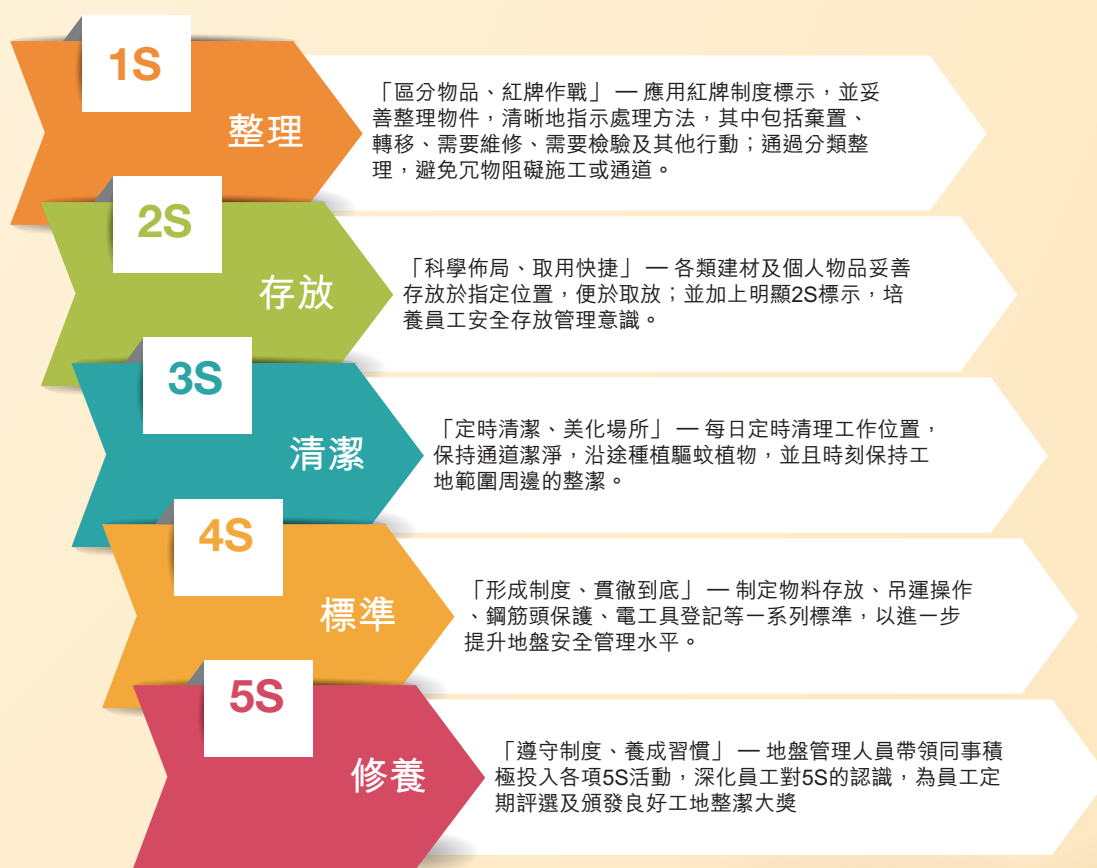 1S
整理
「區分物品、紅牌作戰」 — 應用紅牌制度標示，並妥
善整理物件，清晰地指示處理方法，其中包括棄置、
轉移、需要維修、需要檢驗及其他行動；通過分類整
理，避免冗物阻礙施工或通道。
2S
存放
「科學佈局、取用快捷」 — 各類建材及個人物品妥善
存放於指定位置，便於取放；並加上明顯2S標示，培
養員工安全存放管理意識。
3S
清潔
「定時清潔、美化場所」 — 每日定時清理工作位置，
保持通道潔淨，沿途種植驅蚊植物，並且時刻保持工
地範圍周邊的整潔。
4S
標準
「形成制度、貫徹到底」 — 制定物料存放、吊運操作
、鋼筋頭保護、電工具登記等一系列標準，以進一步
提升地盤安全管理水平。
5S
修養
「遵守制度、養成習慣」 — 地盤管理人員帶領同事積
極投入各項5S活動，深化員工對5S的認識，為員工定
期評選及頒發良好工地整潔大獎